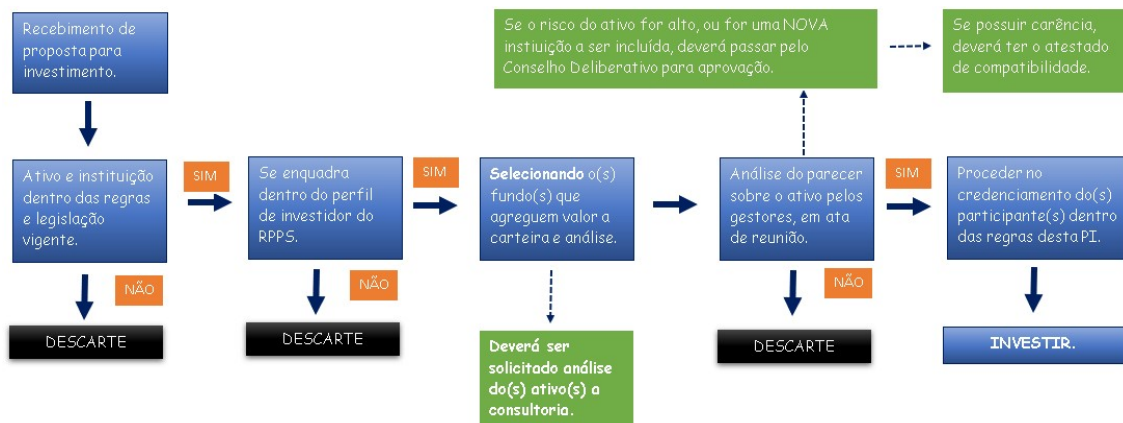 Recebimento de
proposta para
investimento.
Se o risco do ativo for alto, ou for uma NOVA
instiuição a ser incluída, deverá passar pelo
Conselho Deliberativo para aprovação.
Se possuir carência,
deverá ter o atestado
de compatibilidade.
Ativo e instituição
dentro das regras
e legislação
vigente.
SIM
Se enquadra
dentro do perfil
de investidor do
RPPS.
SIM
Selecionando o(s)
fundo(s) que
agreguem valor a
carteira e análise.
Análise do parecer
sobre o ativo pelos
gestores, em ata
de reunião.
SIM
Proceder no
credenciamento do(s)
participante(s) dentro
das regras desta PI.
NÃO
NÃO
NÃO
DESCARTE
DESCARTE
Deverá ser
solicitado análise
do(s) ativo(s) a
consultoria.
DESCARTE
INVESTIR.